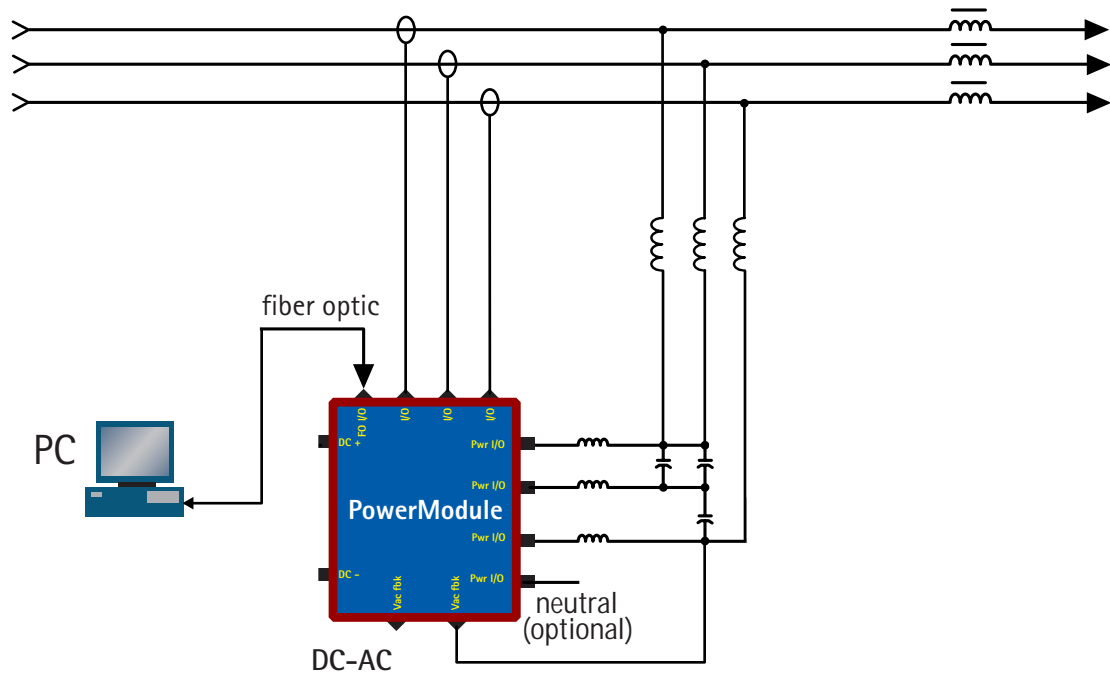 fiber optic
PC
FO I/O
I/O
I/O
I/O
DC +
Pwr I/O
Pwr I/O
PowerModule
Pwr I/O
DC –
Pwr I/O
Vac fbk
Vac fbk
neutral
(optional)
DC-AC